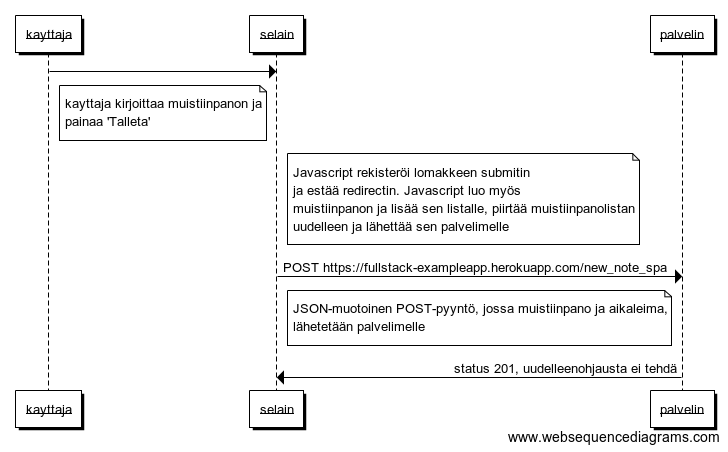 kayttaja
selain
palvelin
kayttaja kirjoittaa muistiinpanon ja
painaa 'Talleta'
Javascript rekisteröi lomakkeen submitin
ja estää redirectin. Javascript luo myös
muistiinpanon ja lisää sen listalle, piirtää muistiinpanolistan
uudelleen ja lähettää sen palvelimelle
POST https://fullstack-exampleapp.herokuapp.com/new_note_spa
JSON-muotoinen POST-pyyntö, jossa muistiinpano ja aikaleima,
lähetetään palvelimelle
status 201, uudelleenohjausta ei tehdä
kayttaja
selain
palvelin
www.websequencediagrams.com